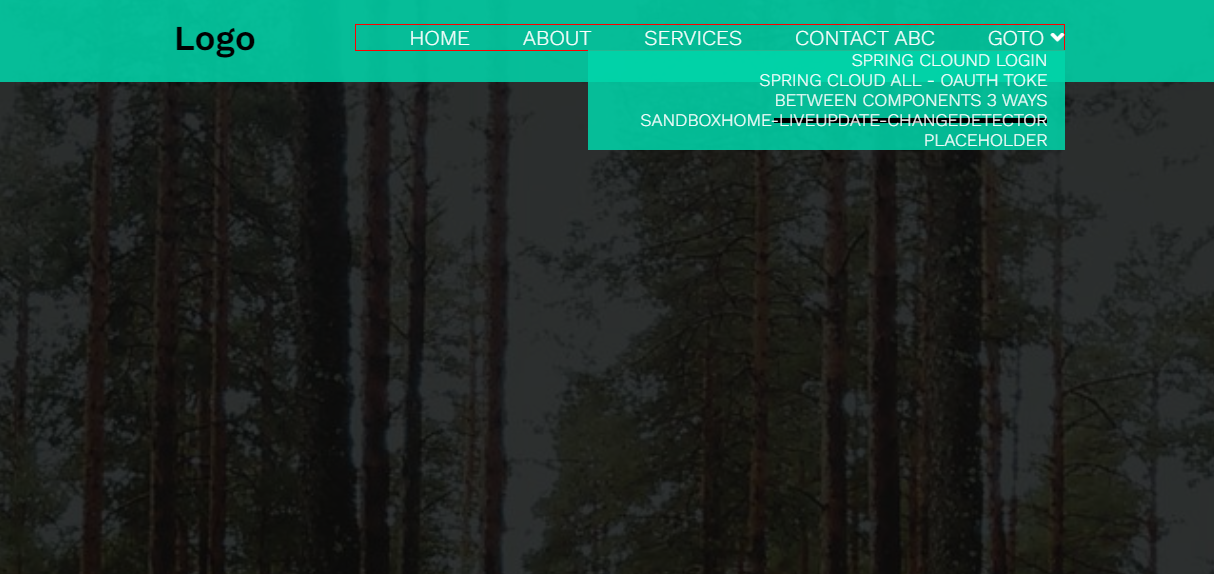 Logo
HOME ABOUT SERVICES CONTACT ABC GOTO
SPRING CLOUND LOGIN
SPRING CLOUD ALL - OAUTH TOKE
BETWEEN COMPONENTS 3 WAYS
SANDBOXHOME-LIVEUPDATE-CHANGEDETECTOR
PLACEHOLDER